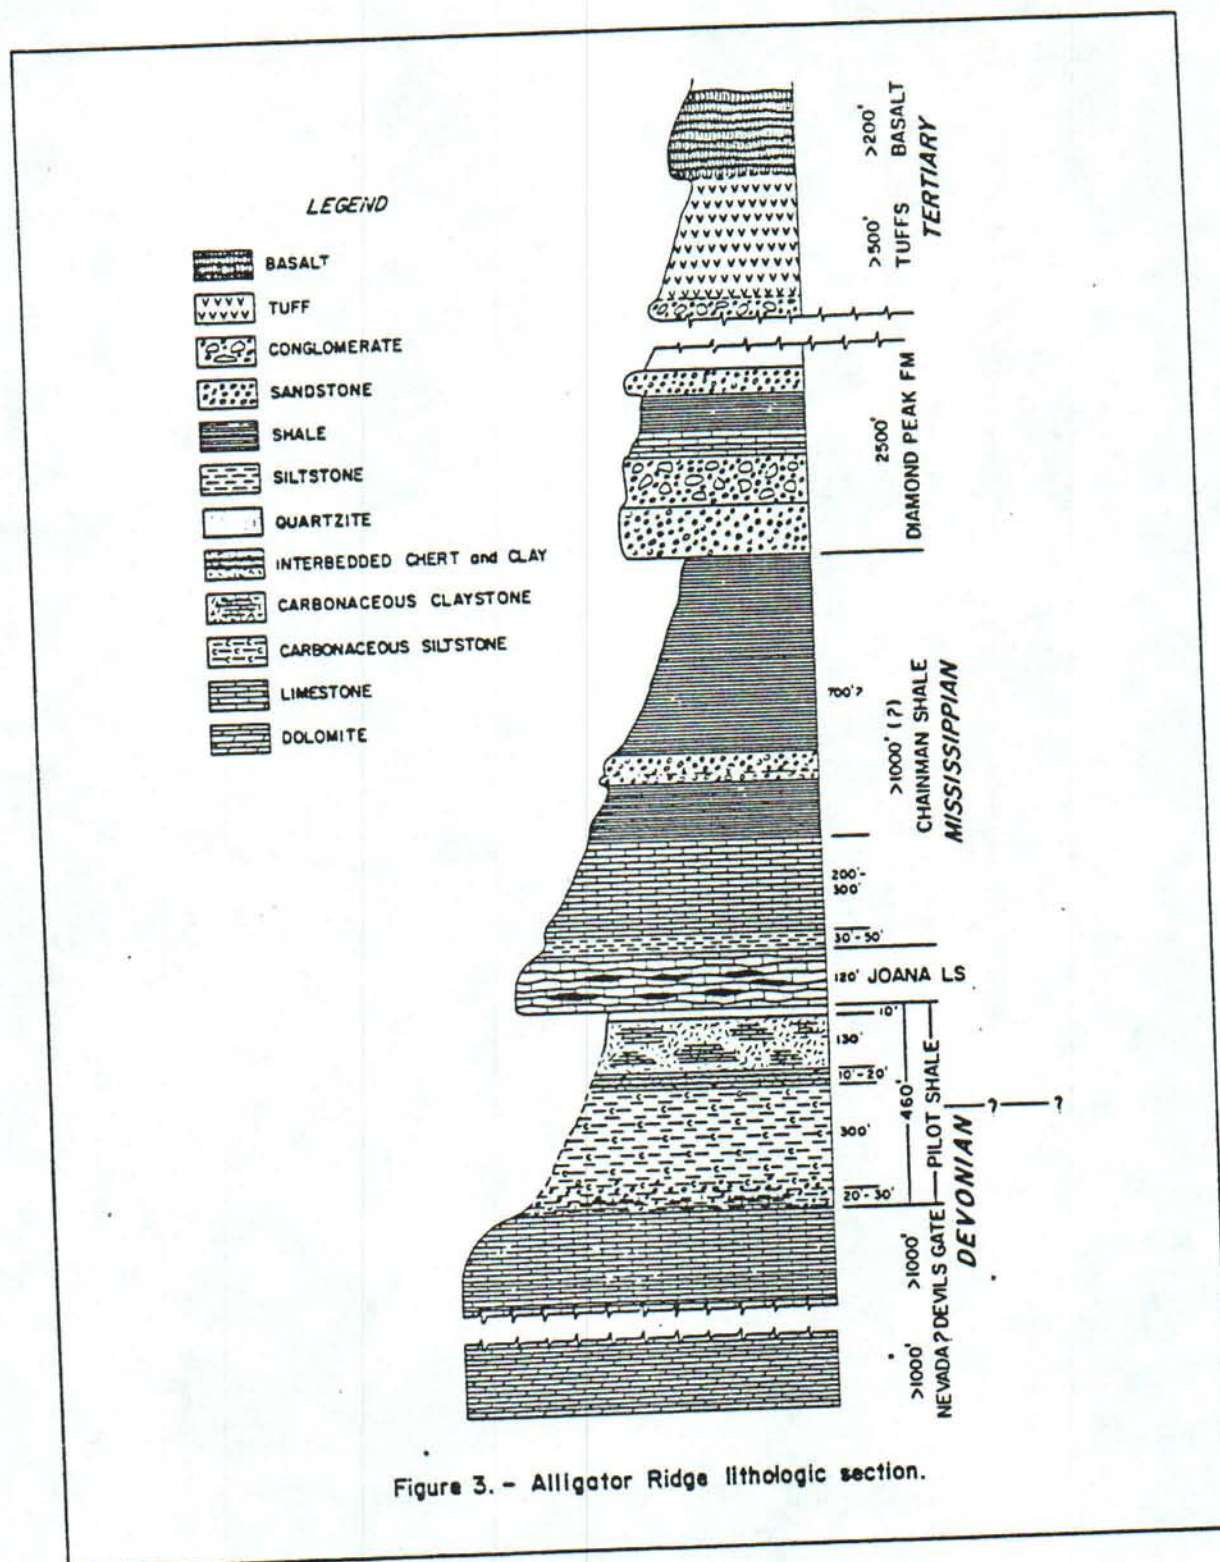 LEGEND
BASALT
TUFF
CONGLOMERATE
SANDSTONE
SHALE
SILTSTONE
QUARTZITE
INTERBEDDED CHERT and CLAY
CARBONACEOUS CLAYSTONE
CARBONACEOUS SILTSTONE
LIMESTONE
DOLOMITE
>200'
BASALT
>500'
TUFFS
TERTIARY
2500'
DIAMOND PEAK FM
700'?
>1000' (?)
CHAINMAN SHALE
MISSISSIPPIAN
200'-
300'
30'-50'
120' JOANA LS
10'
130'
10'-20'
300'
20'-30'
460'
PILOT SHALE
? ?
DEVONIAN
>1000'
DEVILS GATE
>1000'
NEVADA?
Figure 3. - Alligator Ridge lithologic section.